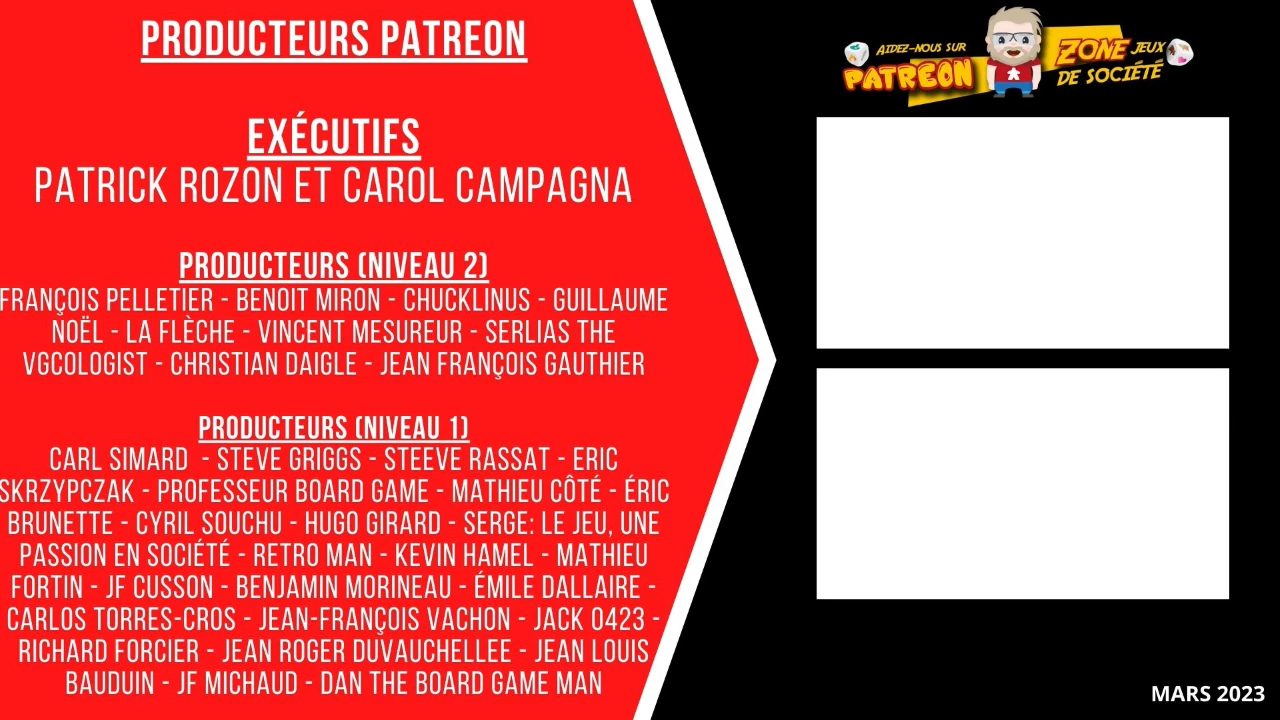 PRODUCTEURS PATREON
EXÉCUTIFS
PATRICK ROZON ET CAROL CAMPAGNA
PRODUCTEURS (NIVEAU 2)
FRANÇOIS PELLETIER - BENOIT MIRON - CHUCKLINUS - GUILLAUME
NOËL - LA FLÈCHE - VINCENT MESUREUR - SERLIAS THE
VGCOLOGIST - CHRISTIAN DAIGLE - JEAN FRANÇOIS GAUTHIER
PRODUCTEURS (NIVEAU 1)
CARL SIMARD - STEVE GRIGGS - STEEVE RASSAT - ERIC
SKRZYPCZAK - PROFESSEUR BOARD GAME - MATHIEU CÔTÉ - ÉRIC
BRUNETTE - CYRIL SOUCHU - HUGO GIRARD - SERGE: LE JEU, UNE
PASSION EN SOCIÉTÉ - RETRO MAN - KEVIN HAMEL - MATHIEU
FORTIN - JF CUSSON - BENJAMIN MORINEAU - ÉMILE DALLAIRE -
CARLOS TORRES-CROS - JEAN-FRANÇOIS VACHON - JACK 0423 -
RICHARD FORCIER - JEAN ROGER DUVAUCHELLEE - JEAN LOUIS
BAUDUIN - JF MICHAUD - DAN THE BOARD GAME MAN
AIDEZ-NOUS SUR
PATREON
ZONE JEUX
DE SOCIÉTÉ
MARS 2023